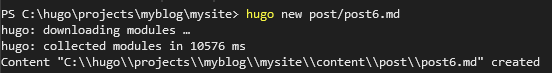 PS C:\hugo\projects\myblog\mysite> hugo new post/post6.md
hugo: downloading modules …
hugo: collected modules in 10576 ms
Content "C:\\hugo\\projects\\myblog\\mysite\\content\\post\\post6.md" created